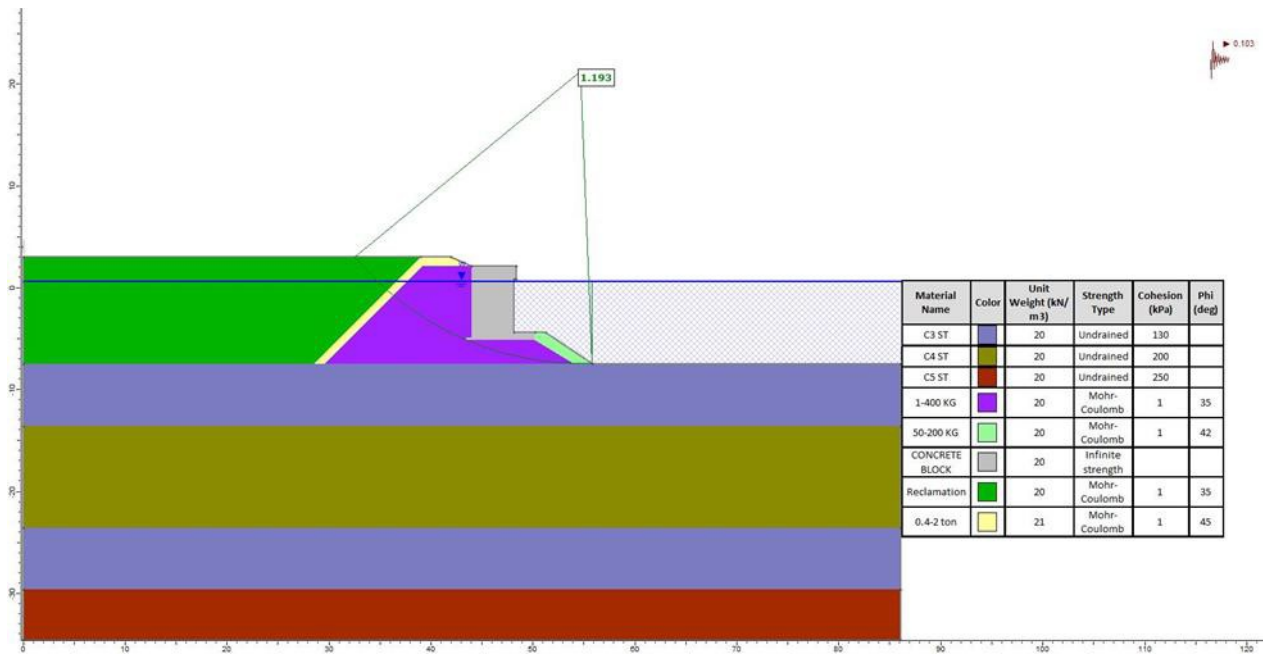 0.103
1.193
20
10
0
-10
-20
-30
Material Name Color Unit Weight (kN/ m3) Strength Type Cohesion (kPa) Phi (deg)
C3 ST 20 Undrained 130
C4 ST 20 Undrained 200
C5 ST 20 Undrained 250
1-400 KG 20 Mohr-Coulomb 1 35
50-200 KG 20 Mohr-Coulomb 1 42
CONCRETE BLOCK 20 Infinite strength
Reclamation 20 Mohr-Coulomb 1 35
0.4-2 ton 21 Mohr-Coulomb 1 45
0 10 20 30 40 50 60 70 80 90 100 110 120